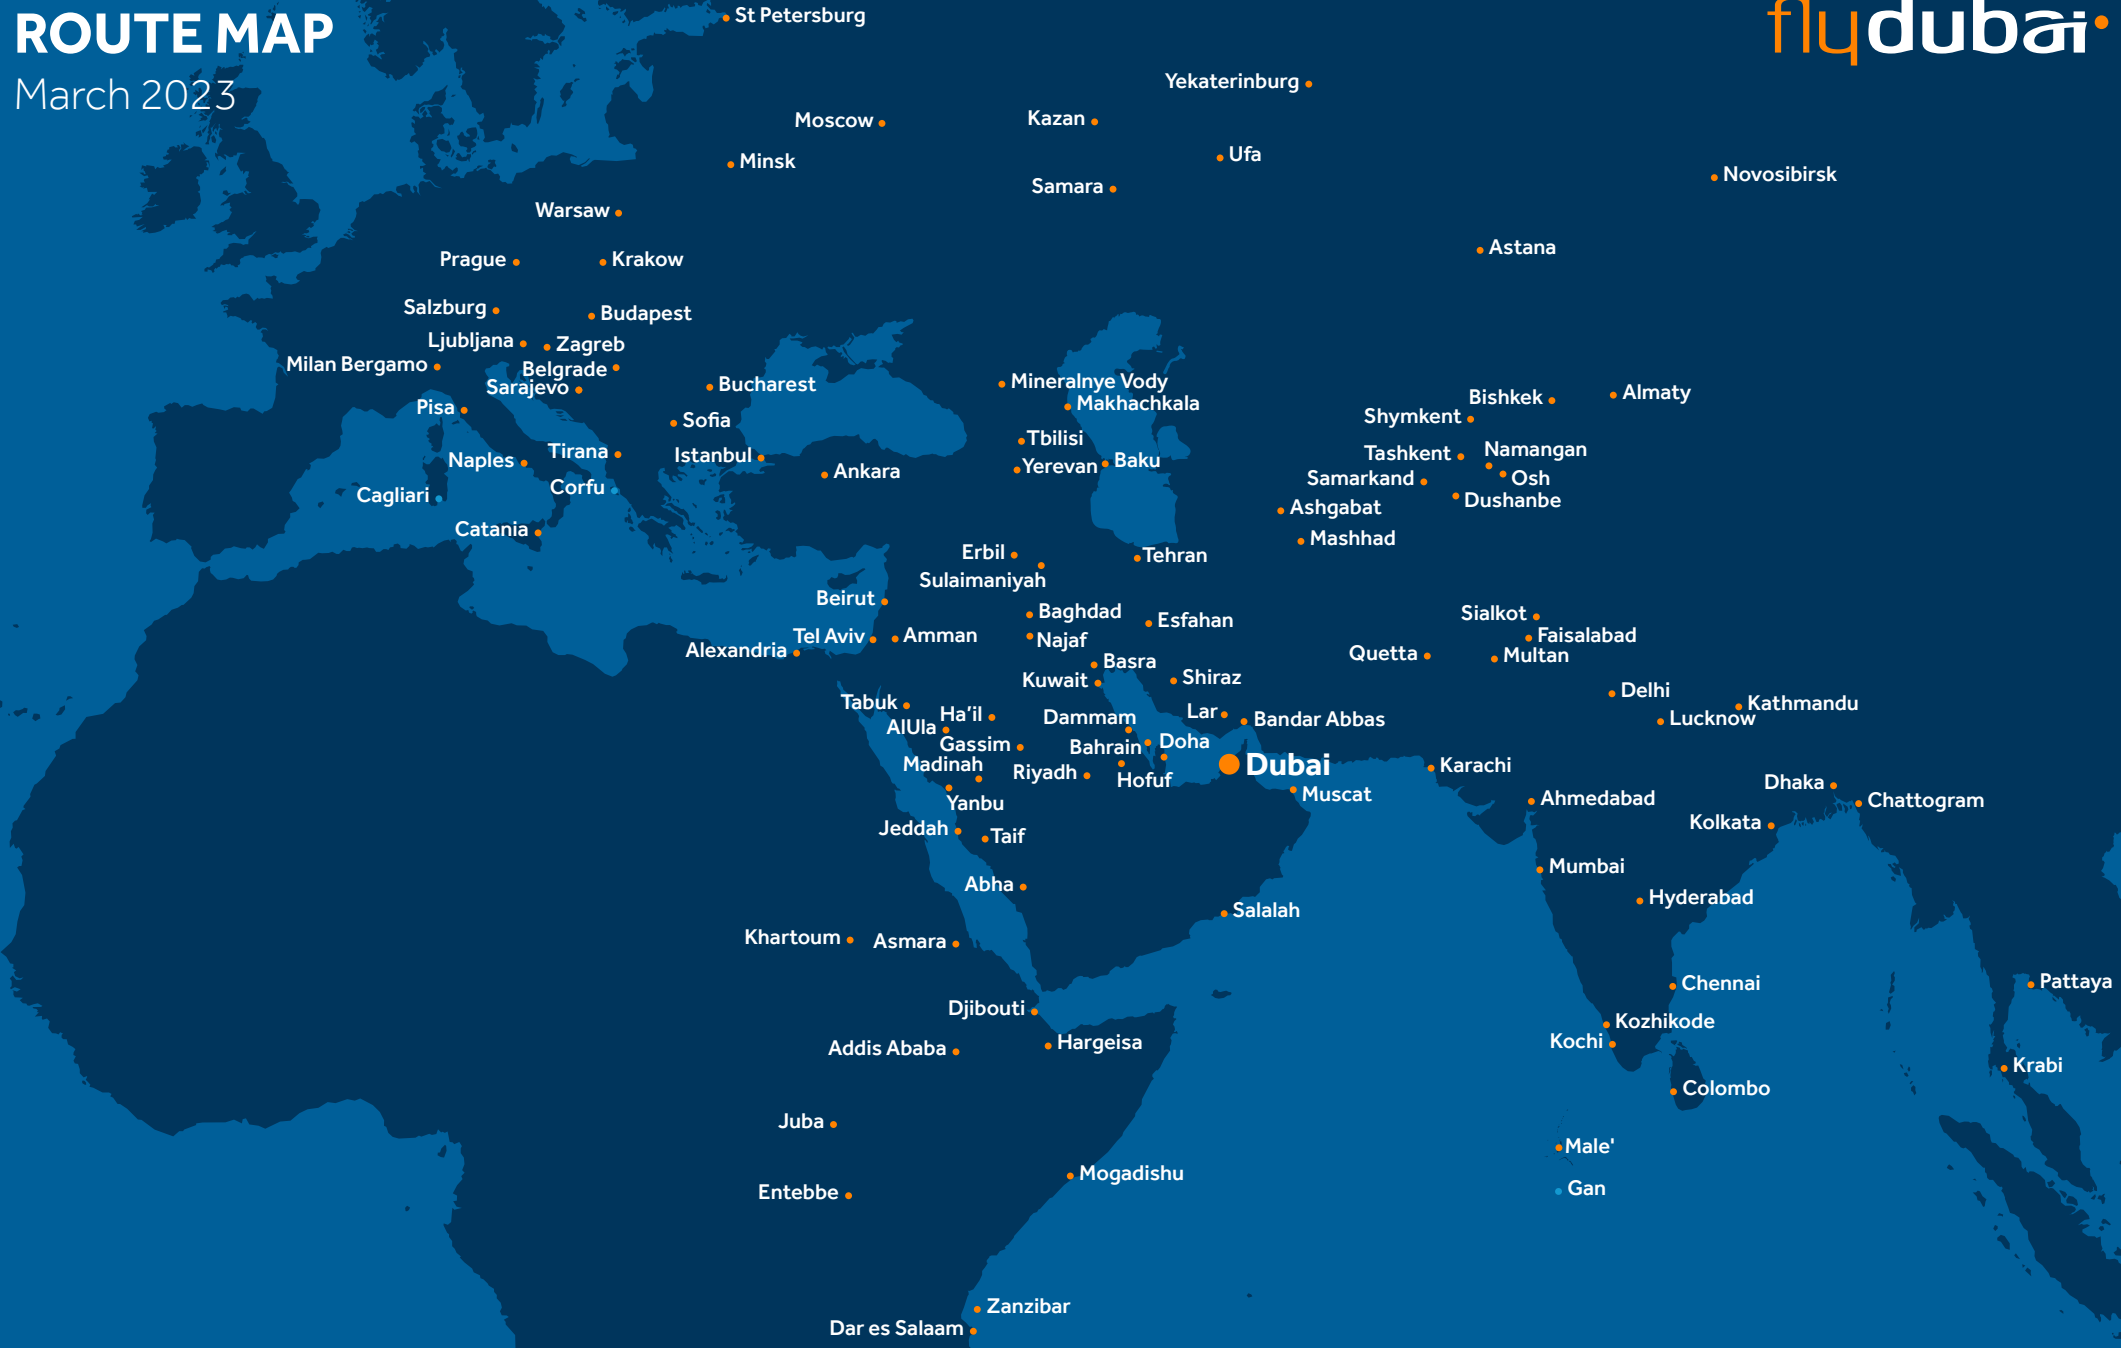 ROUTE MAP
March 2023
flydubai
St Petersburg
Yekaterinburg
Moscow
Kazan
Minsk
Ufa
Samara
Novosibirsk
Warsaw
Astana
Prague
Krakow
Salzburg
Budapest
Ljubljana
Zagreb
Milan Bergamo
Belgrade
Sarajevo
Bucharest
Mineralnye Vody
Makhachkala
Bishkek
Almaty
Pisa
Shymkent
Sofia
Tbilisi
Tirana
Istanbul
Tashkent
Namangan
Naples
Ankara
Yerevan
Baku
Samarkand
Osh
Cagliari
Corfu
Dushanbe
Ashgabat
Catania
Mashhad
Erbil
Tehran
Sulaimaniyah
Beirut
Baghdad
Esfahan
Sialkot
Tel Aviv
Amman
Najaf
Faisalabad
Alexandria
Quetta
Multan
Basra
Kuwait
Shiraz
Delhi
Tabuk
Kathmandu
Ha’il
Dammam
Lar
Bandar Abbas
Lucknow
AlUla
Gassim
Bahrain
Doha
Madinah
Riyadh
Hofuf
Dubai
Karachi
Yanbu
Muscat
Ahmedabad
Dhaka
Chattogram
Jeddah
Taif
Kolkata
Mumbai
Abha
Hyderabad
Salalah
Khartoum
Asmara
Chennai
Pattaya
Djibouti
Kozhikode
Addis Ababa
Hargeisa
Kochi
Krabi
Colombo
Juba
Male'
Mogadishu
Entebbe
Gan
Zanzibar
Dar es Salaam